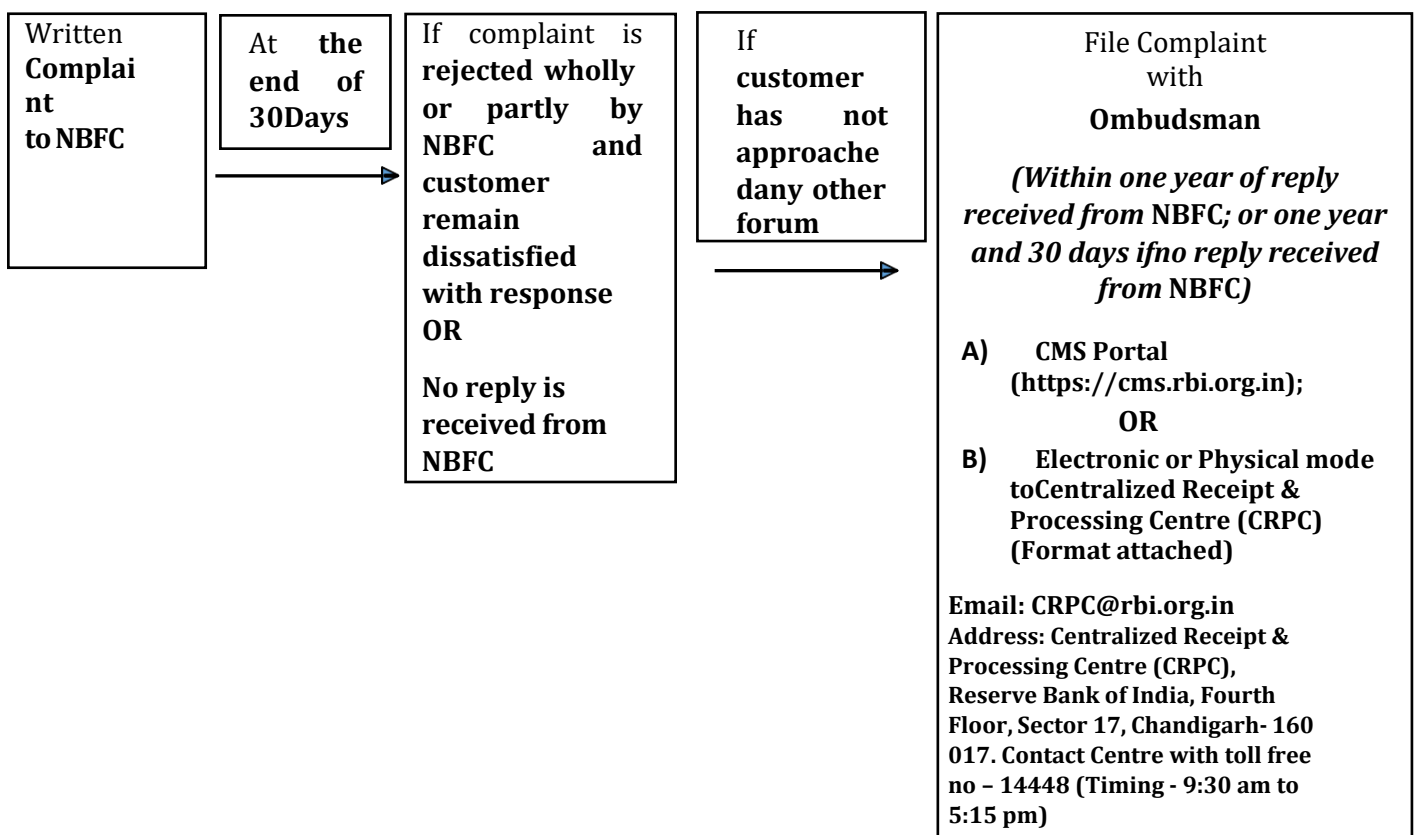 Written
Complai
nt
to NBFC
At the
end of
30Days
If complaint is
rejected wholly
or partly by
NBFC and
customer
remain
dissatisfied
with response
OR
No reply is
received from
NBFC
If
customer
has not
approache
dany other
forum
File Complaint
with
Ombudsman
(Within one year of reply
received from NBFC; or one year
and 30 days ifno reply received
from NBFC)
A) CMS Portal
(https://cms.rbi.org.in);
OR
B) Electronic or Physical mode
toCentralized Receipt &
Processing Centre (CRPC)
(Format attached)
Email: CRPC@rbi.org.in
Address: Centralized Receipt &
Processing Centre (CRPC),
Reserve Bank of India, Fourth
Floor, Sector 17, Chandigarh- 160
017. Contact Centre with toll free
no – 14448 (Timing - 9:30 am to
5:15 pm)